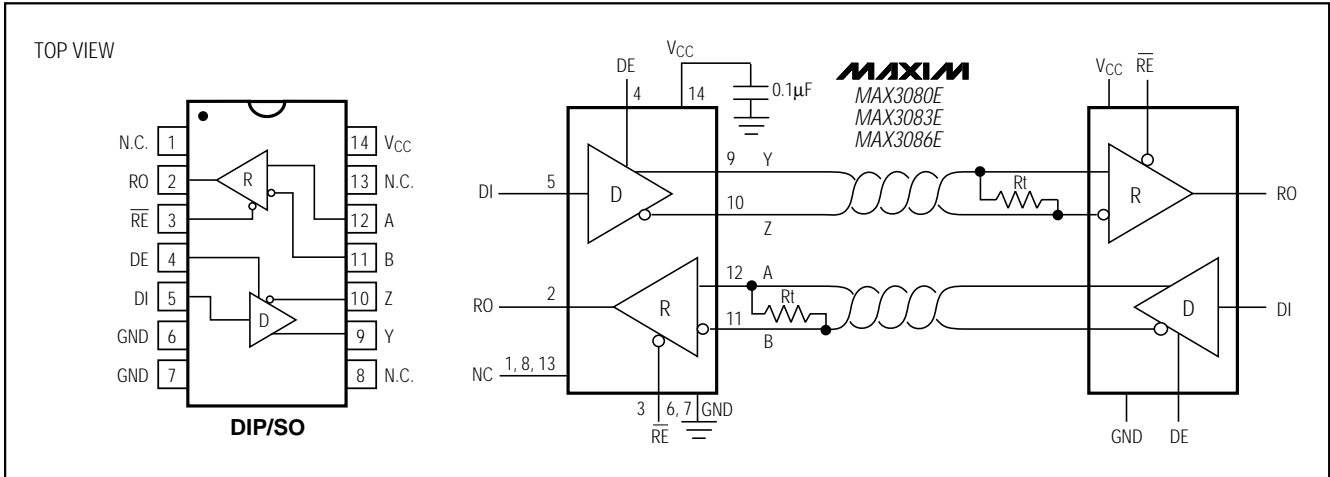 TOP VIEW
N.C. 1
RO 2
RE 3
DE 4
DI 5
GND 6
GND 7
14 VCC
13 N.C.
12 A
11 B
10 Z
9 Y
8 N.C.
R
D
DIP/SO
VCC
DE
4
14
0.1µF
MAXIM
MAX3080E
MAX3083E
MAX3086E
DI
5
D
9 Y
10
Z
Rt
RO
2
R
12 A
11
B
Rt
NC 1, 8, 13
3
RE
6, 7 GND
VCC RE
R
RO
D
DI
GND DE